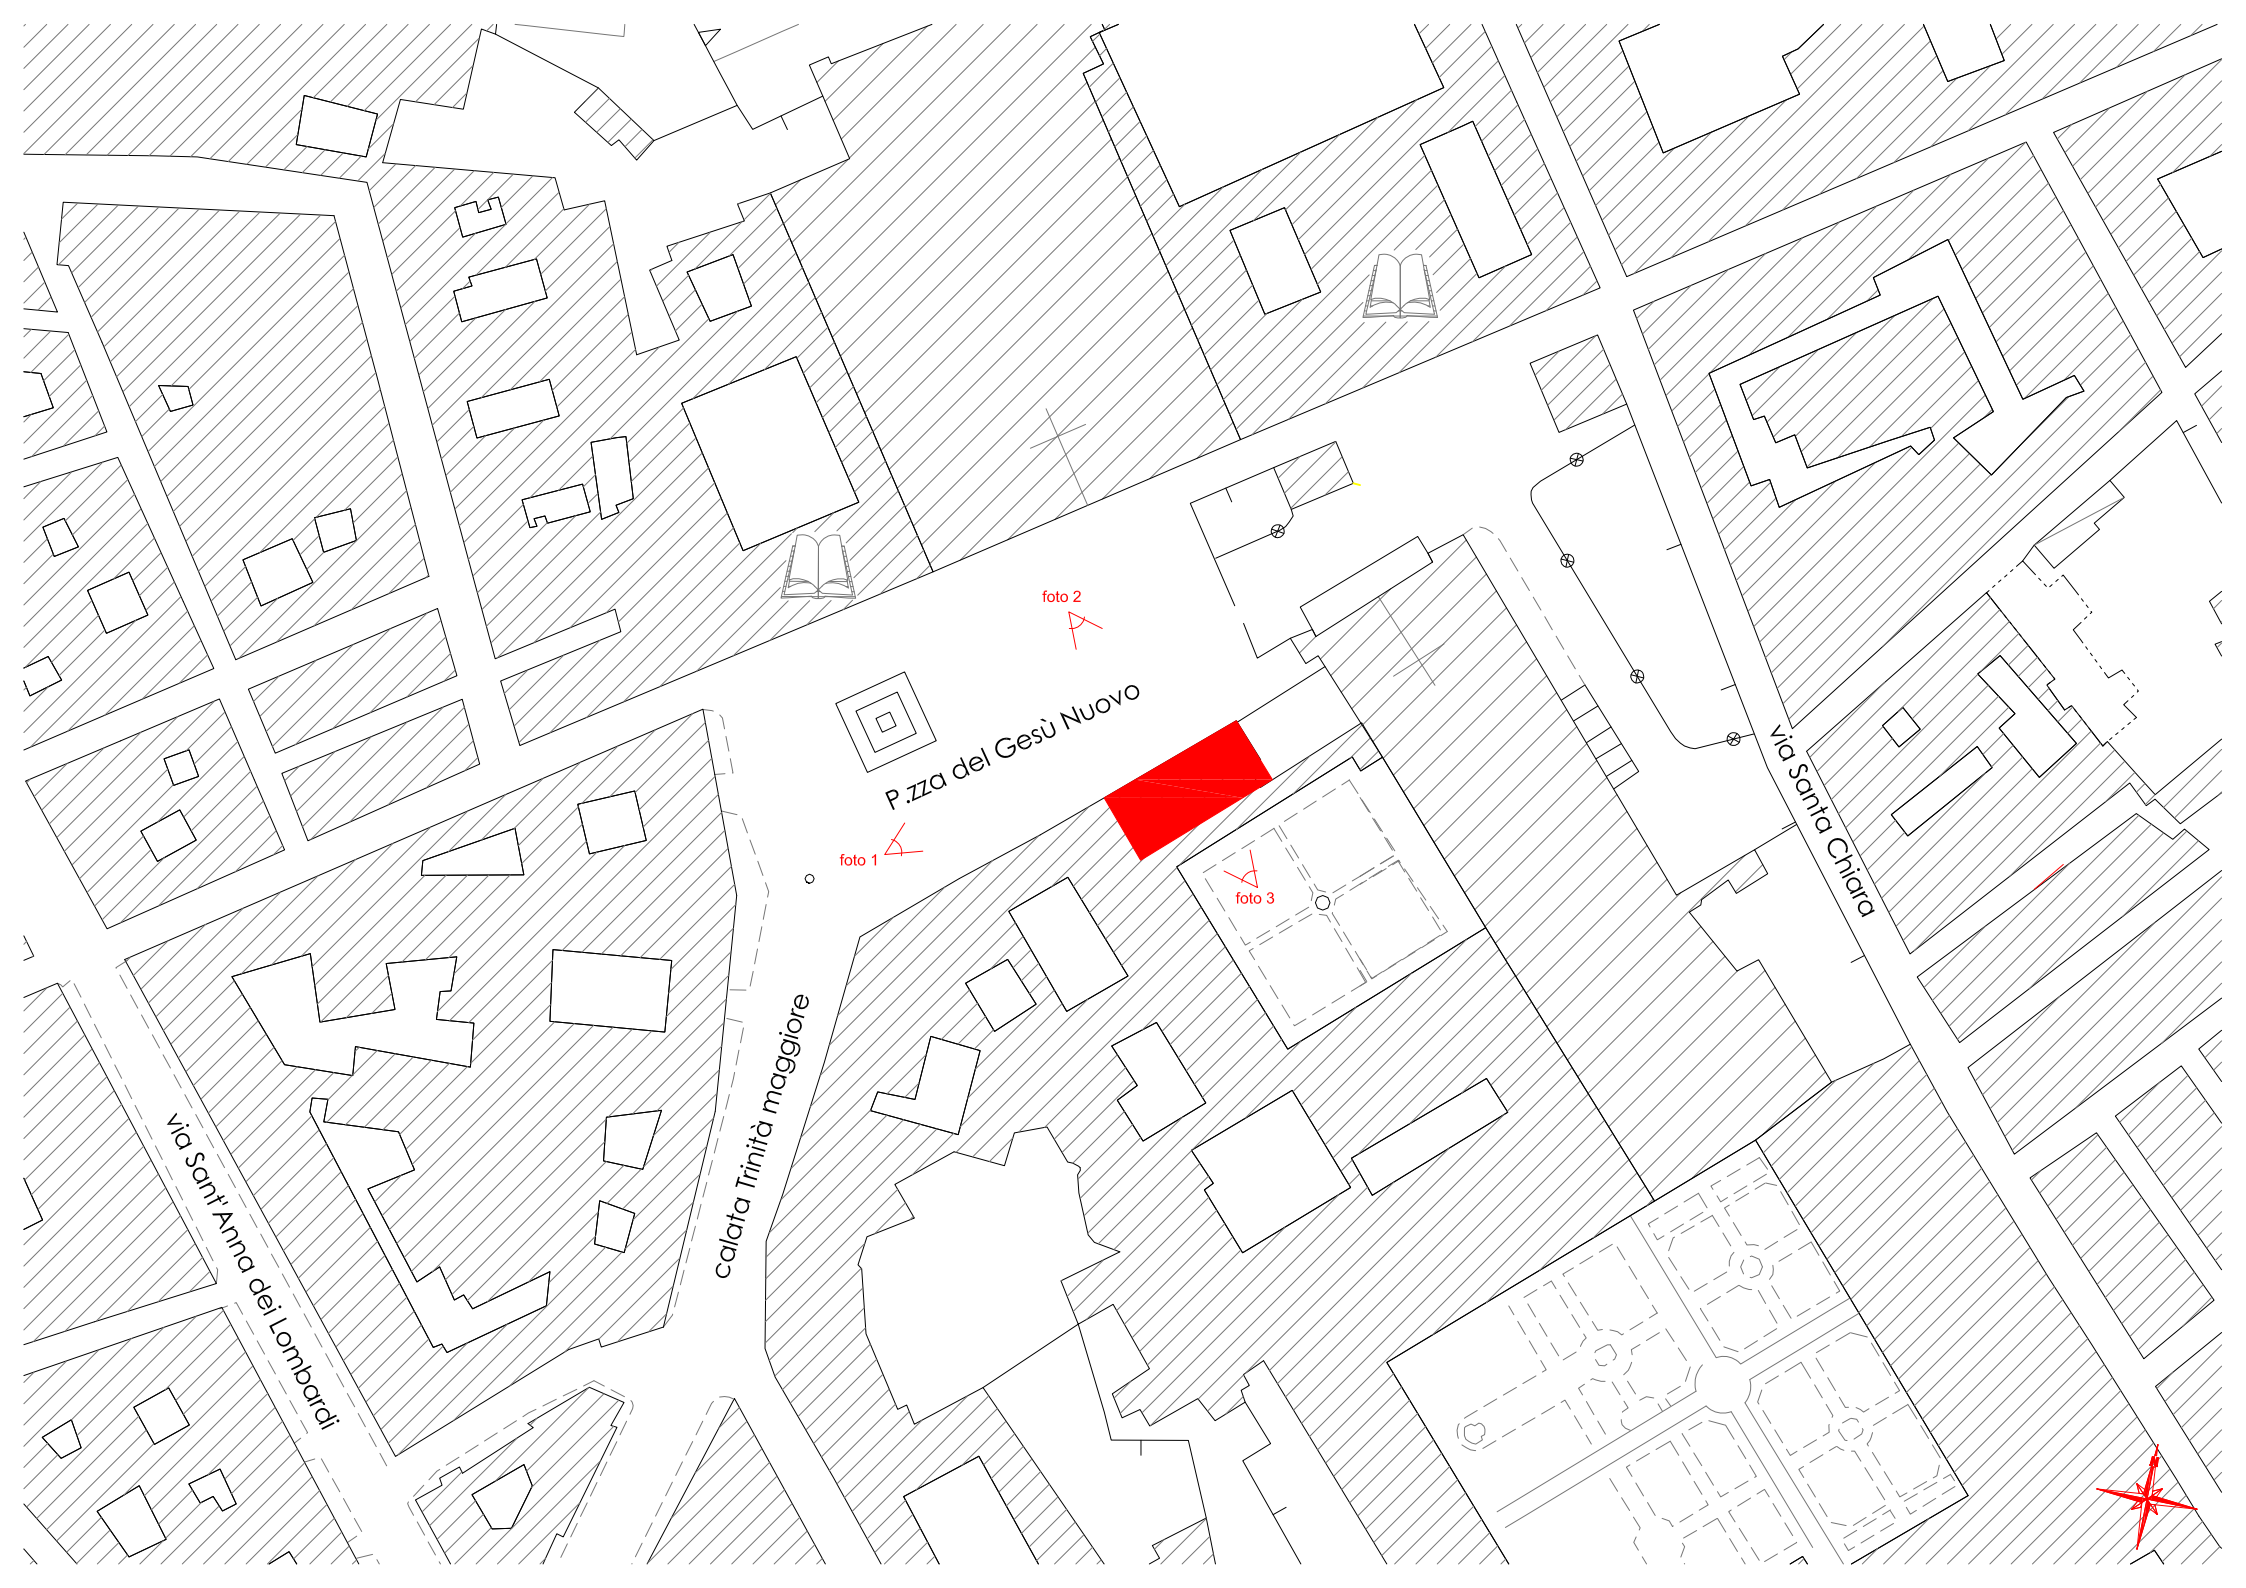 foto 2
P.zza del Gesù Nuovo
via Santa Chiara
foto 1
foto 3
calata Trinità maggiore
via Sant'Anna dei Lombardi